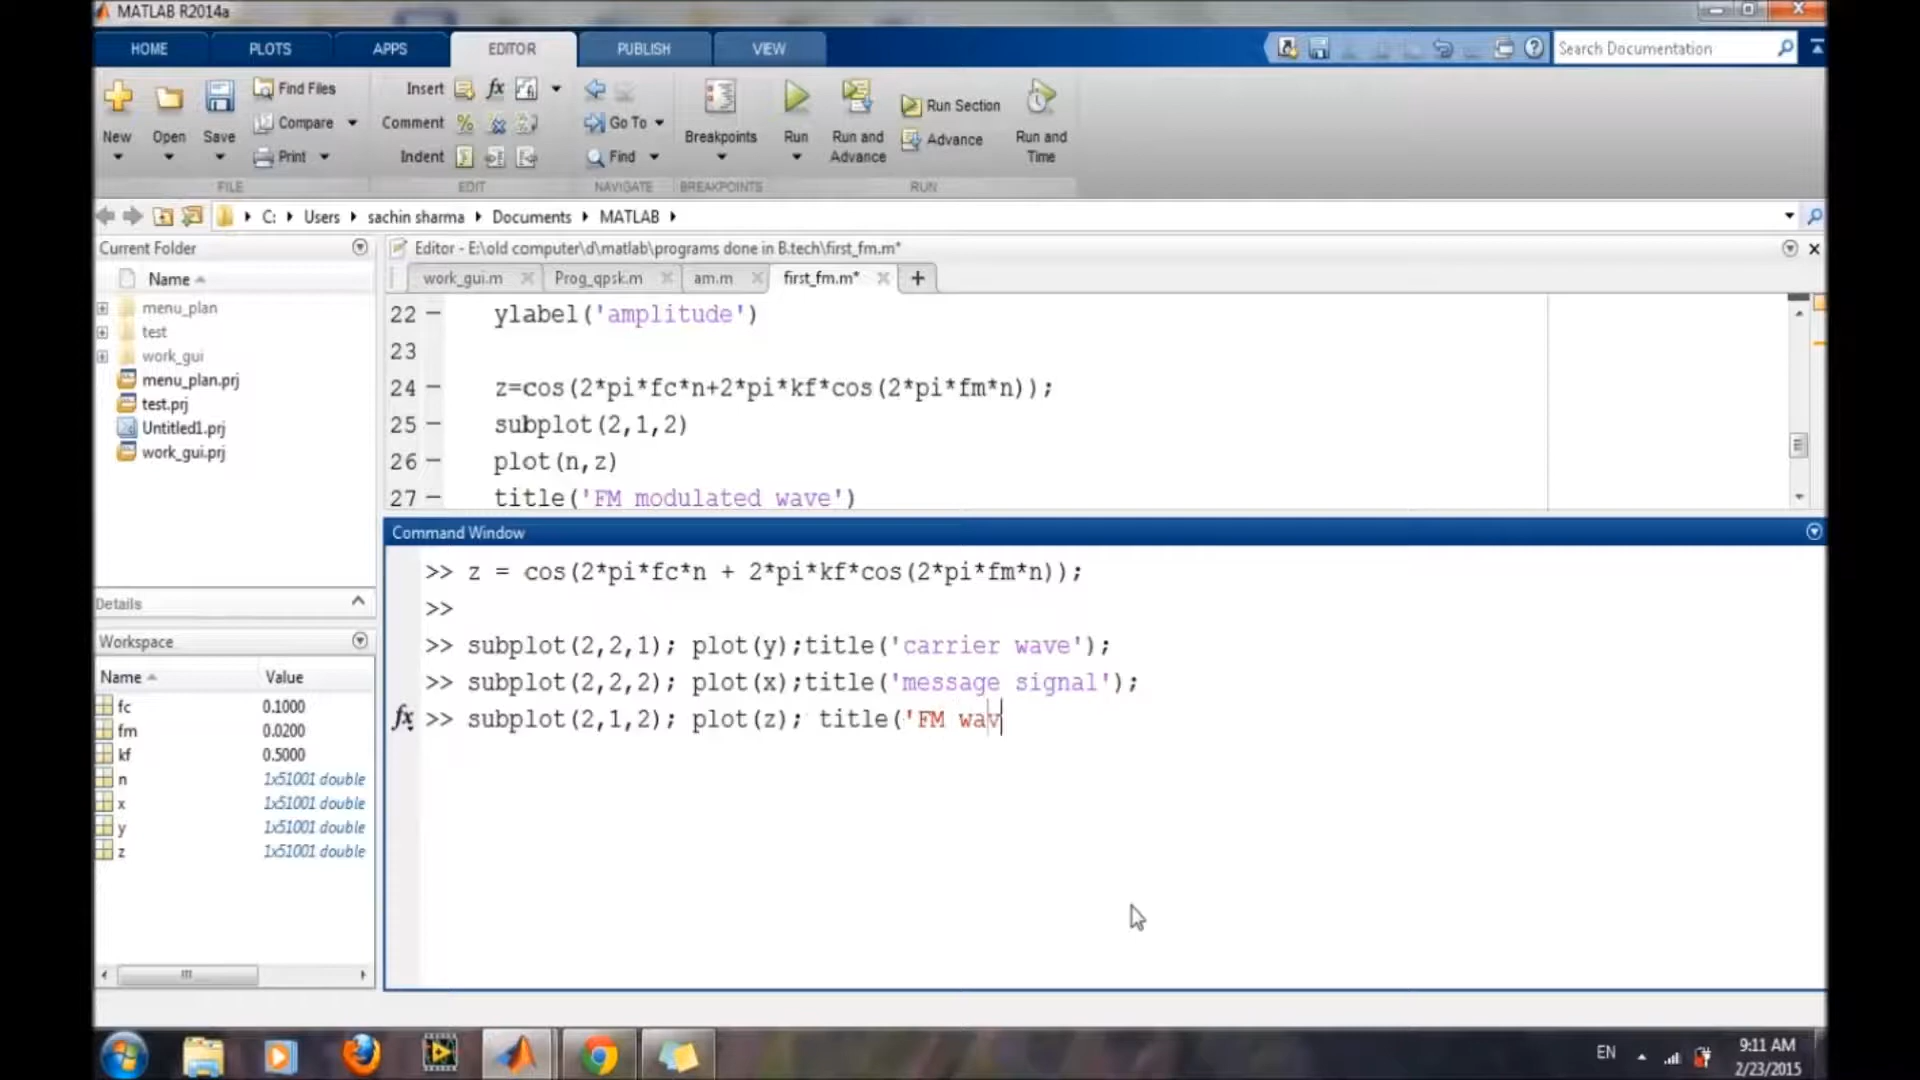 MATLAB R2014a
HOME PLOTS APPS EDITOR PUBLISH VIEW
Search Documentation
New Open Save
Find Files
Compare
Print
FILE
Insert fx
Comment
Indent
EDIT
Go To
Find
NAVIGATE
Breakpoints
BREAKPOINTS
Run
Run and Advance
Run Section
Advance
Run and Time
RUN
C: Users sachin sharma Documents MATLAB
Current Folder
Name
menu_plan
test
work_gui
menu_plan.prj
test.prj
Untitled1.prj
work_gui.prj
Details
Workspace
Name Value
fc 0.1000
fm 0.0200
kf 0.5000
n 1x51001 double
x 1x51001 double
y 1x51001 double
z 1x51001 double
Editor - E:\old computer\d\matlab\programs done in B.tech\first_fm.m*
work_gui.m Prog_qpsk.m am.m first_fm.m*
22 ylabel('amplitude')
23
24 z=cos(2*pi*fc*n+2*pi*kf*cos(2*pi*fm*n));
25 subplot(2,1,2)
26 plot(n,z)
27 title('FM modulated wave')
Command Window
>> z = cos(2*pi*fc*n + 2*pi*kf*cos(2*pi*fm*n));
>>
>> subplot(2,2,1); plot(y);title('carrier wave');
>> subplot(2,2,2); plot(x);title('message signal');
fx >> subplot(2,1,2); plot(z); title('FM wav
EN
9:11 AM
2/23/2015